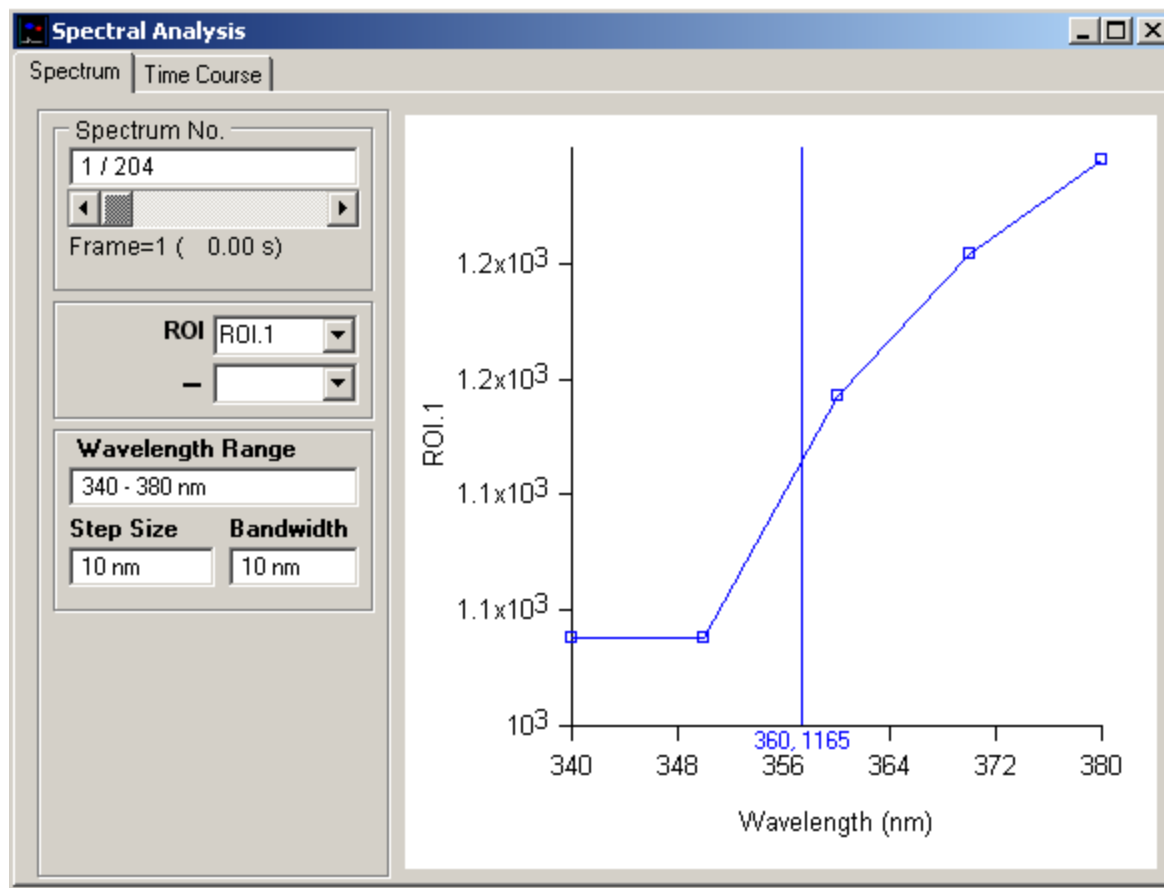 Spectral Analysis
Spectrum
Time Course
Spectrum No.
1 / 204
Frame=1 (   0.00 s)
ROI ROI.1
–
Wavelength Range
340 - 380 nm
Step Size Bandwidth
10 nm 10 nm
1.2x10³
1.2x10³
1.1x10³
1.1x10³
10³
ROI.1
360, 1165
340 348 356 364 372 380
Wavelength (nm)